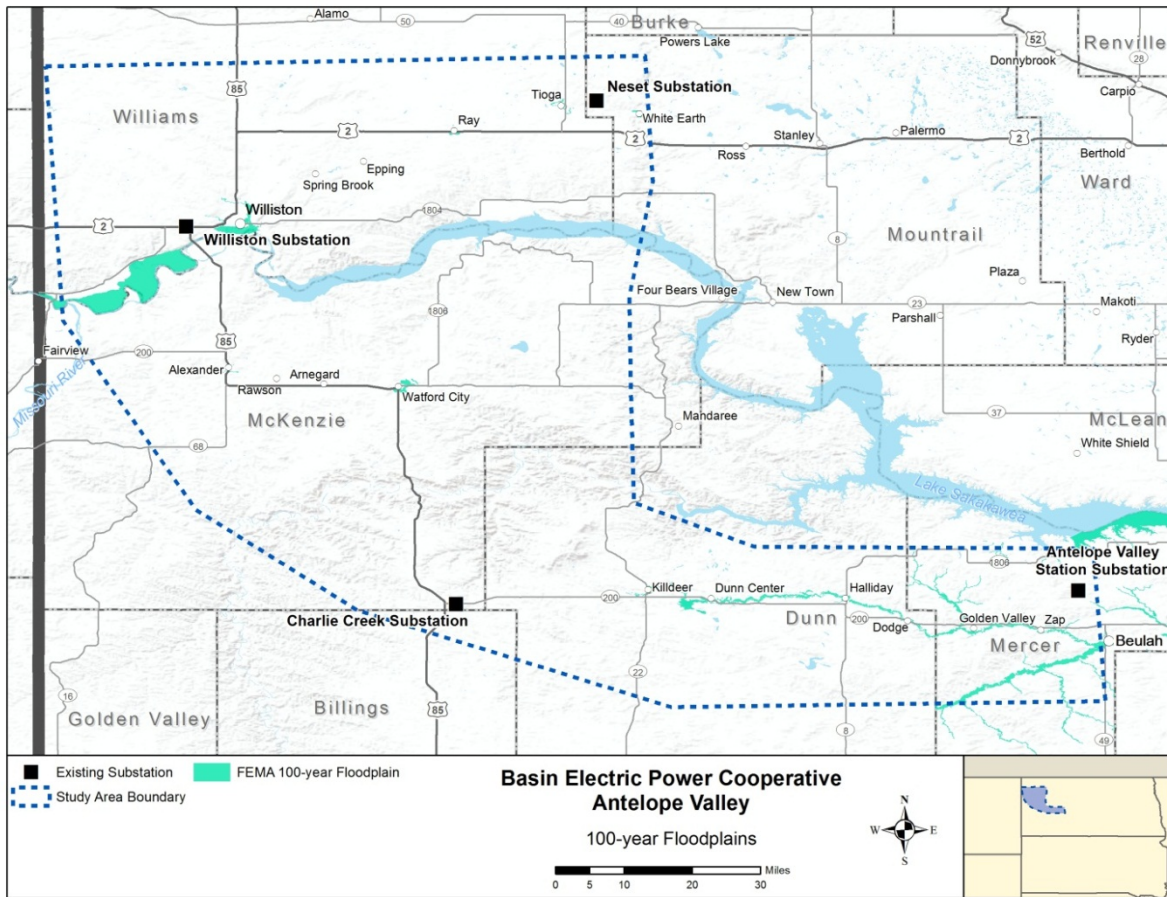 Alamo
50
40
Burke
Powers Lake
52
Renville
Donnybrook
28
Carpio
85
Neset Substation
Tioga
Williams
White Earth
Ray
2
2
Stanley
Palermo
2
Ross
Berthold
Epping
Spring Brook
Ward
Williston
1804
2
Williston Substation
8
Mountrail
Plaza
Four Bears Village
New Town
23
1806
Makoti
Parshall
Ryder
Fairview
200
85
Alexander
Arnegard
Rawson
Watford City
Missouri River
McKenzie
Mandaree
37
McLean
68
White Shield
Lake Sakakawea
Antelope Valley
Station Substation
1806
Killdeer
Dunn Center
Halliday
200
Charlie Creek Substation
Dunn
200
Dodge
Golden Valley
Zap
Mercer
Beulah
22
16
Golden Valley
Billings
85
8
49
Existing Substation
FEMA 100-year Floodplain
Study Area Boundary
Basin Electric Power Cooperative
Antelope Valley
100-year Floodplains
N
W
E
S
Miles
0
5
10
20
30